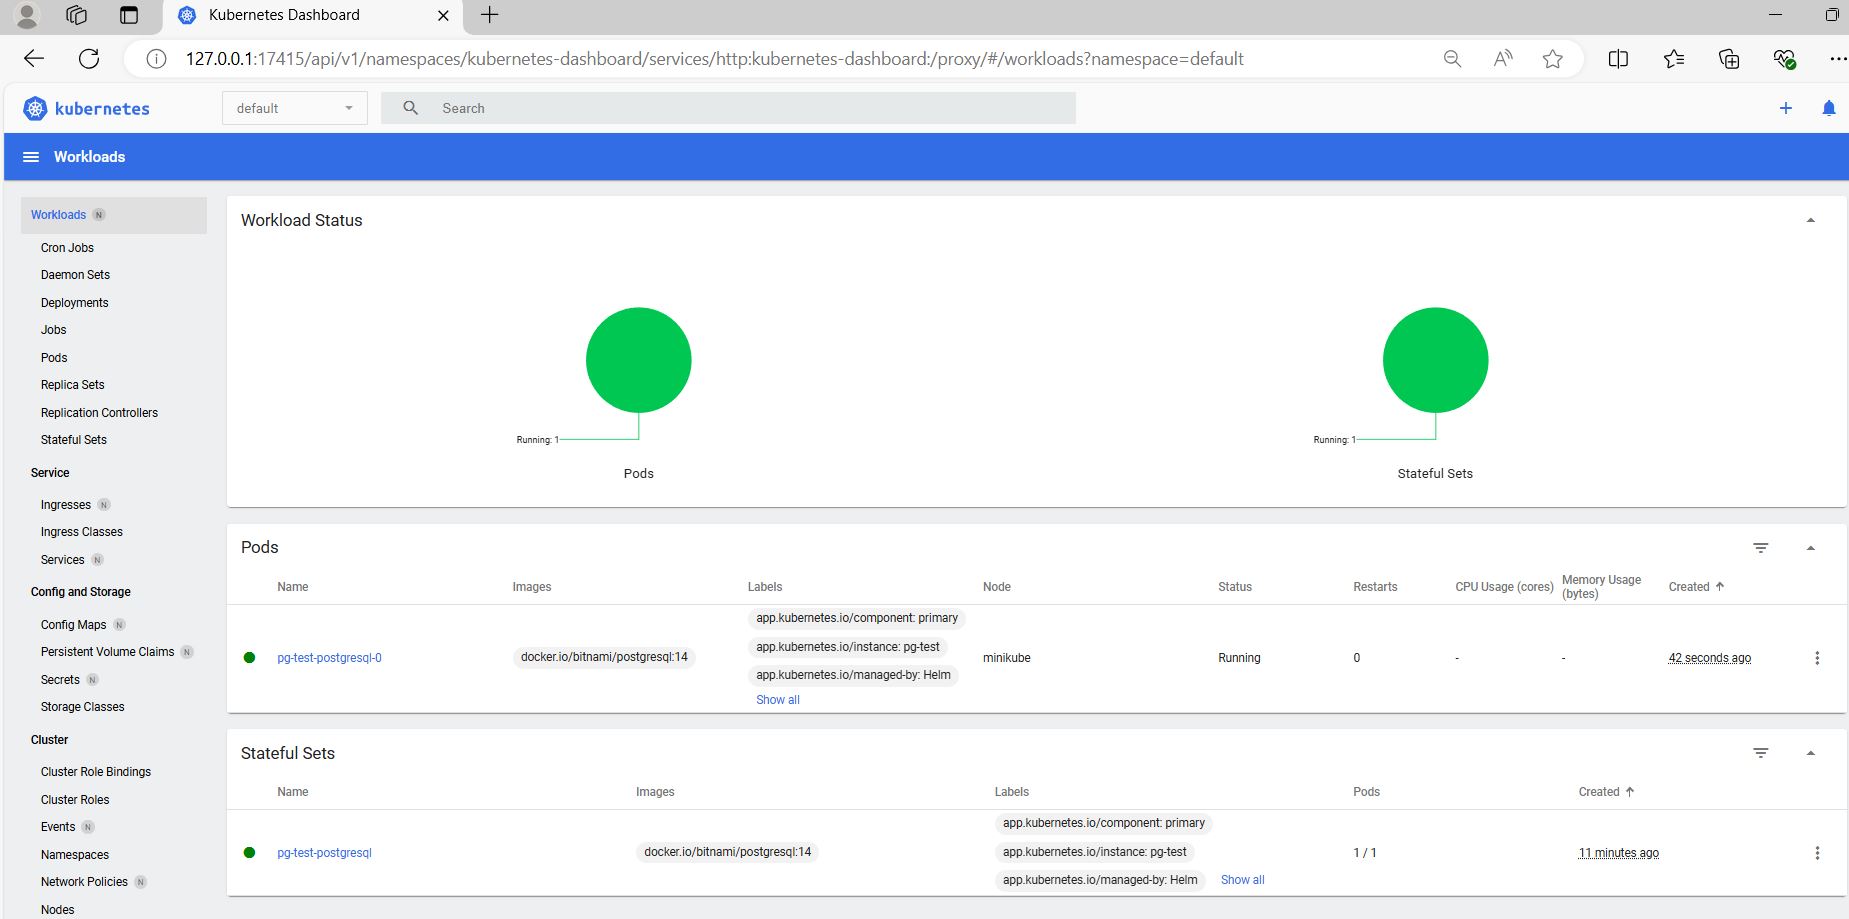 Kubernetes Dashboard
127.0.0.1:17415/api/v1/namespaces/kubernetes-dashboard/services/http:kubernetes-dashboard:/proxy/#/workloads?namespace=default
kubernetes
default
Search
Workloads
Workloads N
Cron Jobs
Daemon Sets
Deployments
Jobs
Pods
Replica Sets
Replication Controllers
Stateful Sets
Service
Ingresses N
Ingress Classes
Services N
Config and Storage
Config Maps N
Persistent Volume Claims N
Secrets N
Storage Classes
Cluster
Cluster Role Bindings
Cluster Roles
Events N
Namespaces
Network Policies N
Nodes
Workload Status
Running: 1
Pods
Running: 1
Stateful Sets
Pods
Name Images Labels Node Status Restarts CPU Usage (cores) Memory Usage (bytes) Created
pg-test-postgresql-0 docker.io/bitnami/postgresql:14
app.kubernetes.io/component: primary
app.kubernetes.io/instance: pg-test
app.kubernetes.io/managed-by: Helm
Show all
minikube Running 0 - - 42 seconds ago
Stateful Sets
Name Images Labels Pods Created
pg-test-postgresql docker.io/bitnami/postgresql:14
app.kubernetes.io/component: primary
app.kubernetes.io/instance: pg-test
app.kubernetes.io/managed-by: Helm Show all
1 / 1 11 minutes ago